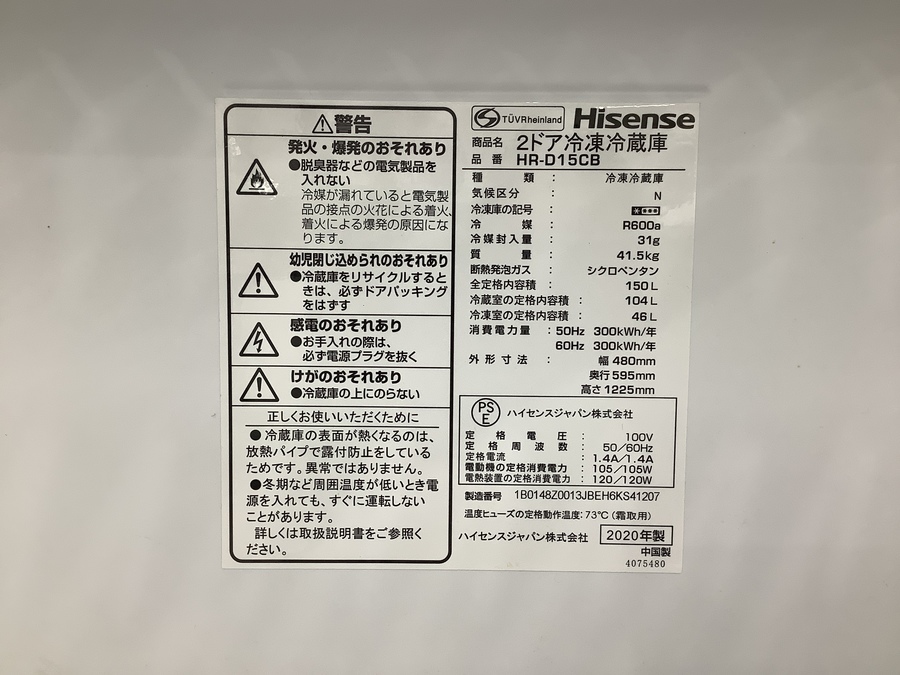 警告
発火・爆発のおそれあり
●脱臭器などの電気製品を
入れない
冷媒が漏れていると電気製
品の接点の火花による着火、
着火による爆発の原因にな
ります。
幼児閉じ込められのおそれあり
●冷蔵庫をリサイクルすると
きは、必ずドアパッキング
をはずす
感電のおそれあり
●お手入れの際は、
必ず電源プラグを抜く
けがのおそれあり
●冷蔵庫の上にのらない
正しくお使いいただくために
●冷蔵庫の表面が熱くなるのは、
放熱パイプで露付防止をしている
ためです。異常ではありません。
●冬期など周囲温度が低いとき電
源を入れても、すぐに運転しない
ことがあります。
詳しくは取扱説明書をご参照く
ださい。
TÜVRheinland Hisense
商品名 2ドア冷凍冷蔵庫
品番 HR-D15CB
種類 : 冷凍冷蔵庫
気候区分 : N
冷凍庫の記号 :
冷媒 : R600a
冷媒封入量 : 31g
質量 : 41.5kg
断熱発泡ガス : シクロペンタン
全定格内容積 : 150L
冷蔵室の定格内容積 : 104L
冷凍室の定格内容積 : 46L
消費電力量 : 50Hz 300kWh/年
60Hz 300kWh/年
外形寸法 : 幅 480mm
奥行 595mm
高さ 1225mm
PSE ハイセンスジャパン株式会社
定格電圧 : 100V
定格周波数 : 50/60Hz
定格電流 : 1.4A/1.4A
電動機の定格消費電力 : 105/105W
電熱装置の定格消費電力 : 120/120W
製造番号 1B0148Z0013JBEH6KS41207
温度ヒューズの定格動作温度:73℃(霜取用)
ハイセンスジャパン株式会社 2020年製
中国製
4075480